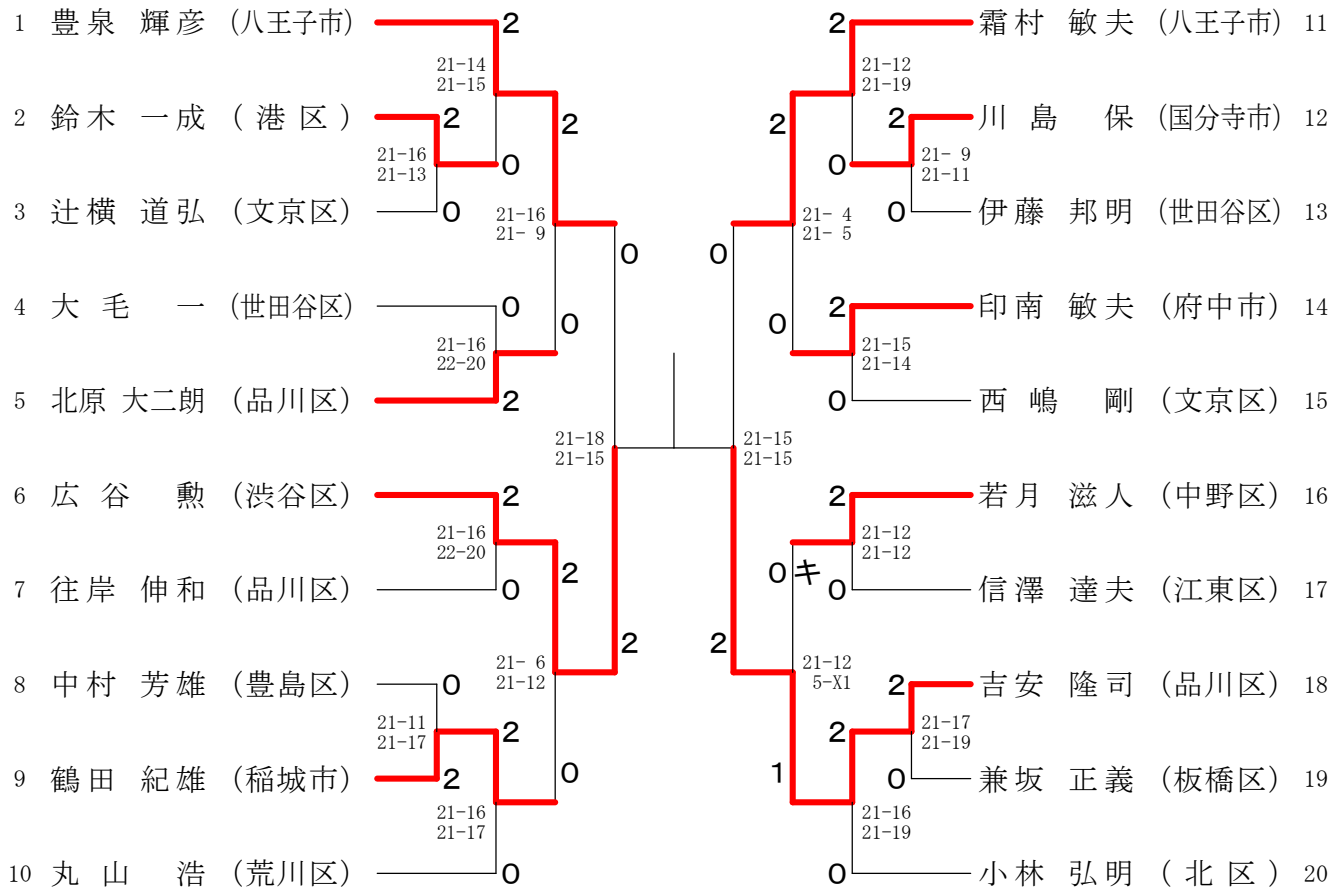 1 豊泉 輝彦 (八王子市) 2 2 霜村 敏夫 (八王子市) 11
21-14 21-12
21-15 21-19
2 鈴木 一成 (港区) 2 2 2 2 川島 保 (国分寺市) 12
21-16 21- 9
21-13 0 0 21-11
3 辻横 道弘 (文京区) 0 21-16 21- 4 0 伊藤 邦明 (世田谷区) 13
21- 9 21- 5
0 0
4 大毛 一 (世田谷区) 0 0 0 2 印南 敏夫 (府中市) 14
21-16 21-15
22-20 21-14
5 北原 大二朗 (品川区) 2 0 西嶋 剛 (文京区) 15
21-18 21-15
21-15 21-15
6 広谷 勲 (渋谷区) 2 2 若月 滋人 (中野区) 16
21-16 21-12
22-20 21-12
2 0 キ
7 往岸 伸和 (品川区) 0 0 信澤 達夫 (江東区) 17
2 2
21- 6 21-12
21-12 5-X1
8 中村 芳雄 (豊島区) 0 2 吉安 隆司 (品川区) 18
21-11 21-17
21-17 2 2 21-19
9 鶴田 紀雄 (稲城市) 2 0 1 0 兼坂 正義 (板橋区) 19
21-16 21-16
21-17 21-19
10 丸山 浩 (荒川区) 0 0 小林 弘明 (北区) 20